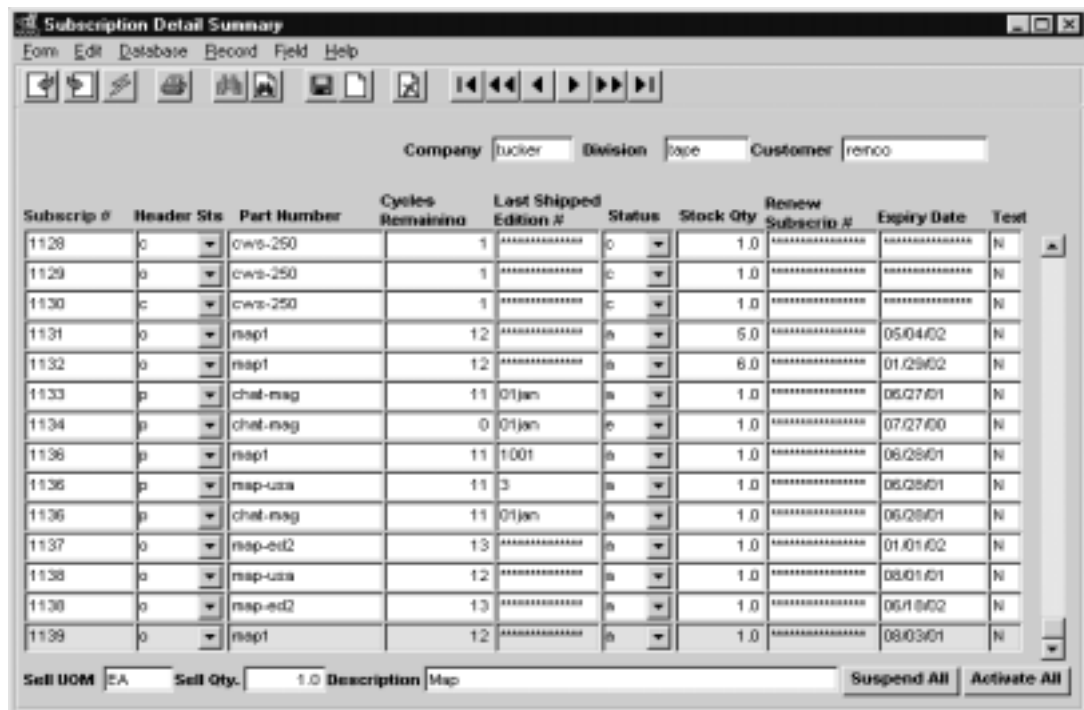 Subscription Detail Summary
Form Edit Database Record Field Help
Company tucker Division tape Customer remco
Subscrip # Header Sts Part Number Cycles Remaining Last Shipped Edition # Status Stock Qty Renew Subscrip # Expiry Date Text
1128 c cws-250 1 ************** c 1.0 **************** *************** N
1129 o cws-250 1 ************** c 1.0 **************** *************** N
1130 c cws-250 1 ************** c 1.0 **************** *************** N
1131 o map1 12 ************** a 5.0 **************** 05/04/02 N
1132 o map1 12 ************** a 6.0 **************** 01/29/02 N
1133 p chat-mag 11 01jan a 1.0 **************** 06/27/01 N
1134 p chat-mag 0 01jan e 1.0 **************** 07/27/00 N
1136 p map1 11 1001 a 1.0 **************** 06/28/01 N
1136 p map-usa 11 3 a 1.0 **************** 06/28/01 N
1136 p chat-mag 11 01jan a 1.0 **************** 06/28/01 N
1137 o map-ed2 13 ************** a 1.0 **************** 01/01/02 N
1138 o map-usa 12 ************** a 1.0 **************** 08/01/01 N
1138 o map-ed2 13 ************** a 1.0 **************** 06/18/02 N
1139 o map1 12 ************** a 1.0 **************** 08/03/01 N
Sell UOM EA Sell Qty. 1.0 Description Map Suspend All Activate All